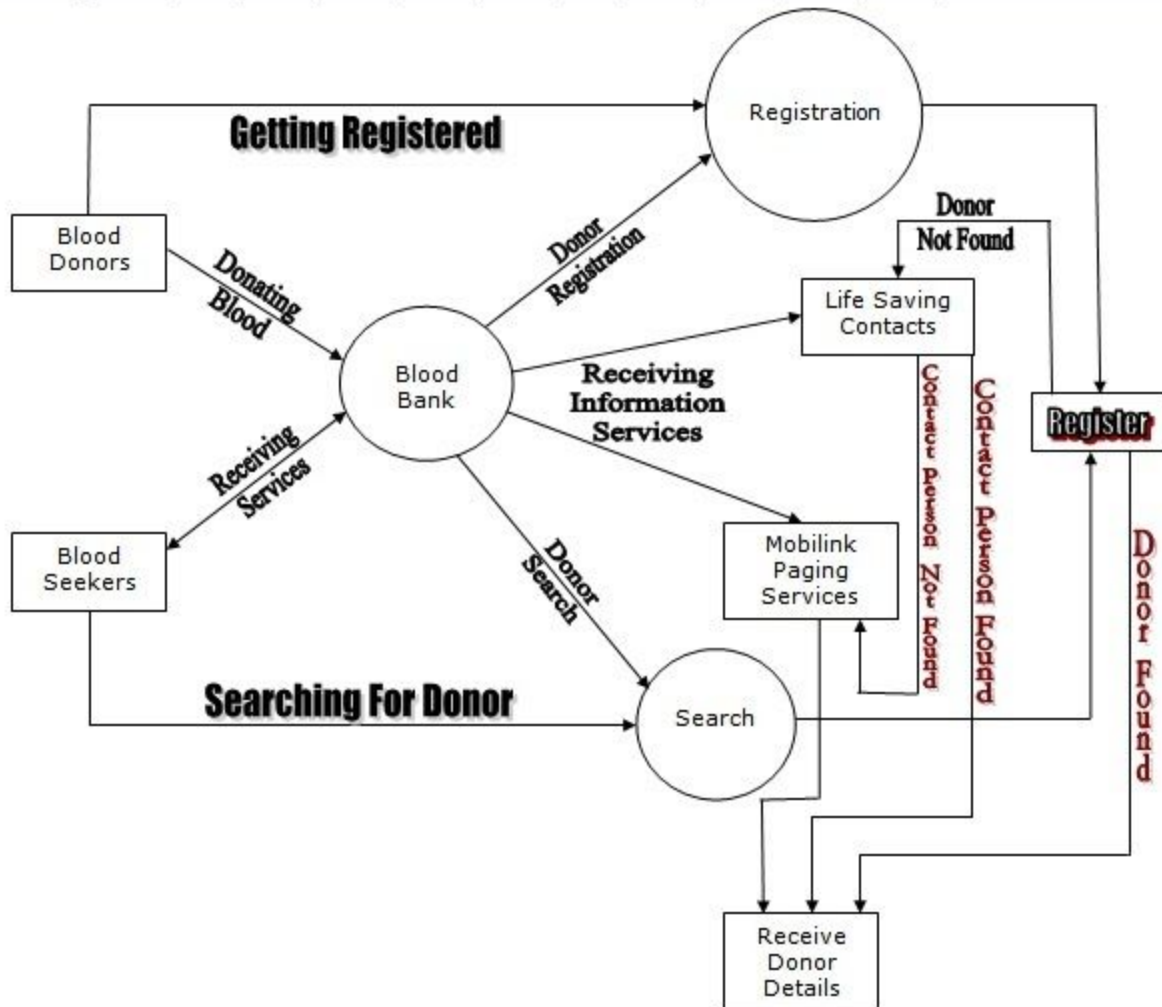 Registration
Getting Registered
Donor
Not Found
Blood
Donors
Donor
Registration
Donating
Blood
Life Saving
Contacts
Blood
Bank
Receiving
Information
Services
Contact Person Not Found
Contact Person Found
Register
Receiving
Services
Blood
Seekers
Donor
Search
Mobilink
Paging
Services
Donor Found
Searching For Donor
Search
Receive
Donor
Details